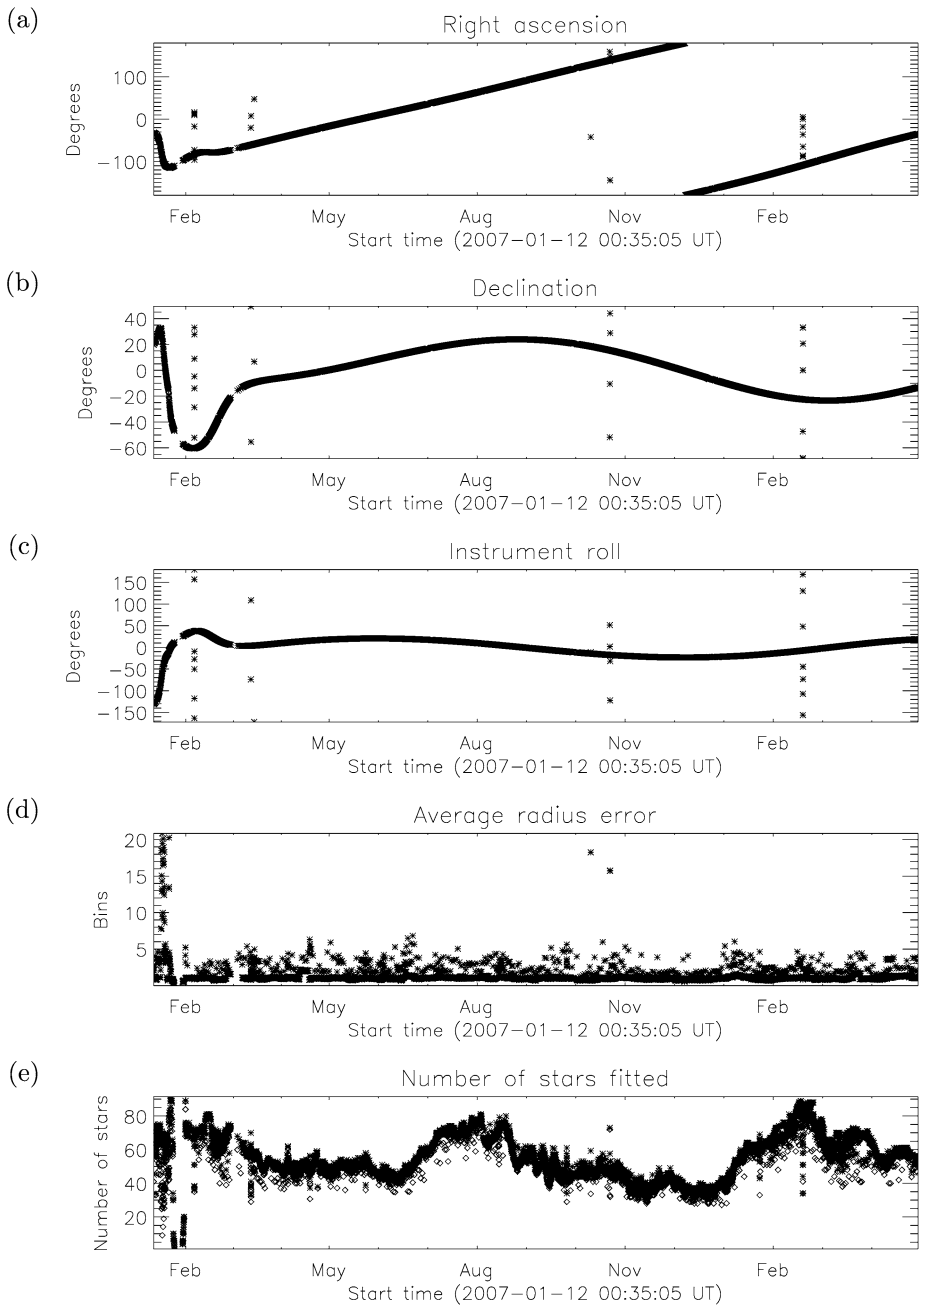 (a)
Right ascension
Degrees
100
0
−100
Feb May Aug Nov Feb
Start time (2007−01−12 00:35:05 UT)
(b)
Declination
Degrees
40
20
0
−20
−40
−60
Feb May Aug Nov Feb
Start time (2007−01−12 00:35:05 UT)
(c)
Instrument roll
Degrees
150
100
50
0
−50
−100
−150
Feb May Aug Nov Feb
Start time (2007−01−12 00:35:05 UT)
(d)
Average radius error
Bins
20
15
10
5
Feb May Aug Nov Feb
Start time (2007−01−12 00:35:05 UT)
(e)
Number of stars fitted
Number of stars
80
60
40
20
Feb May Aug Nov Feb
Start time (2007−01−12 00:35:05 UT)